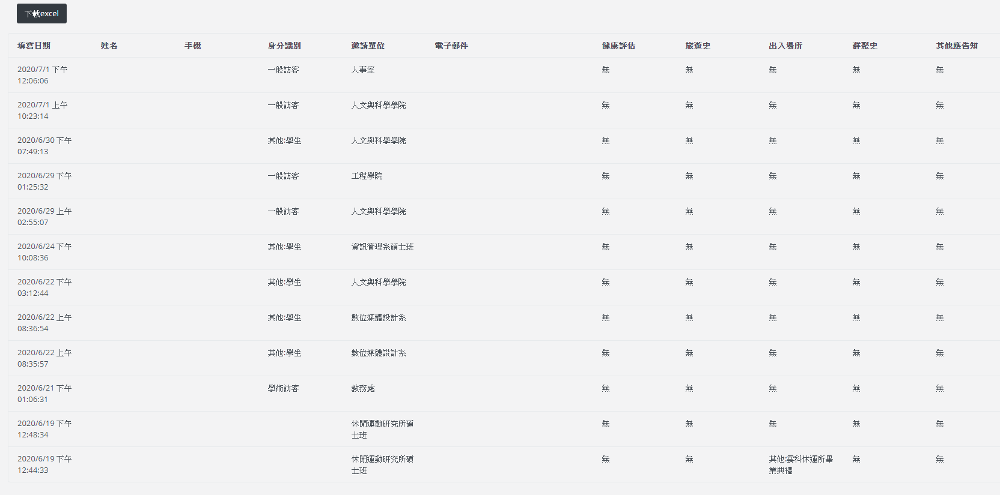 下載excel
填寫日期 姓名 手機 身分識別 邀請單位 電子郵件 健康評估 旅遊史 出入場所 群聚史 其他應告知
2020/7/1 下午 一般訪客 人事室 無 無 無 無 無
12:06:06
2020/7/1 上午 一般訪客 人文與科學學院 無 無 無 無 無
10:23:14
2020/6/30 下午 其他:學生 人文與科學學院 無 無 無 無 無
07:49:13
2020/6/29 下午 一般訪客 工程學院 無 無 無 無 無
01:25:32
2020/6/29 上午 一般訪客 人文與科學學院 無 無 無 無 無
02:55:07
2020/6/24 下午 其他:學生 資訊管理系碩士班 無 無 無 無 無
10:08:36
2020/6/22 下午 其他:學生 人文與科學學院 無 無 無 無 無
03:12:44
2020/6/22 上午 其他:學生 數位媒體設計系 無 無 無 無 無
08:36:54
2020/6/22 上午 其他:學生 數位媒體設計系 無 無 無 無 無
08:35:57
2020/6/21 下午 學術訪客 教務處 無 無 無 無 無
01:06:31
2020/6/19 下午 休閒運動研究所碩 無 無 無 無 無
12:48:34 士班
2020/6/19 下午 休閒運動研究所碩 無 無 其他:雲科休運所畢 無 無
12:44:33 士班 業典禮